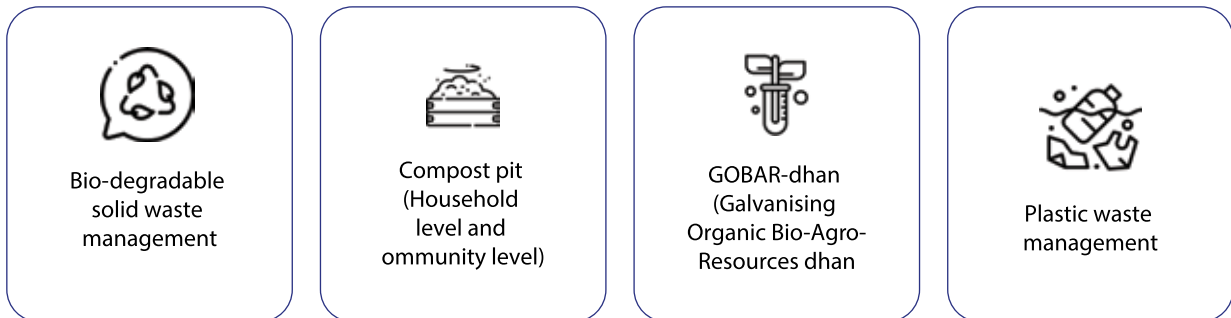 Bio-degradable
solid waste
management
Compost pit
(Household
level and
ommunity level)
GOBAR-dhan
(Galvanising
Organic Bio-Agro-
Resources dhan
Plastic waste
management